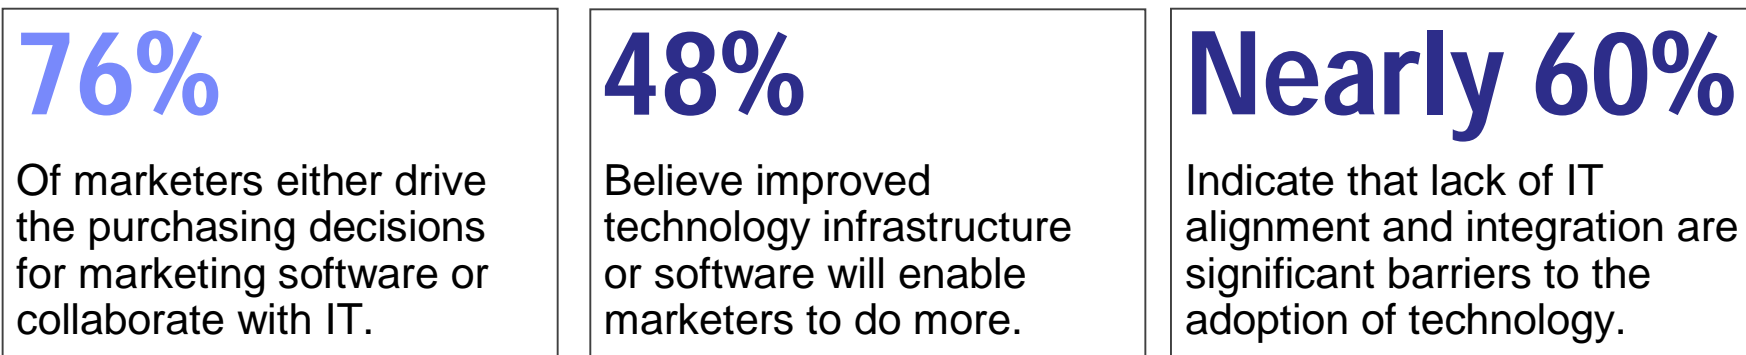 76%
Of marketers either drive
the purchasing decisions
for marketing software or
collaborate with IT.
48%
Believe improved
technology infrastructure
or software will enable
marketers to do more.
Nearly 60%
Indicate that lack of IT
alignment and integration are
significant barriers to the
adoption of technology.